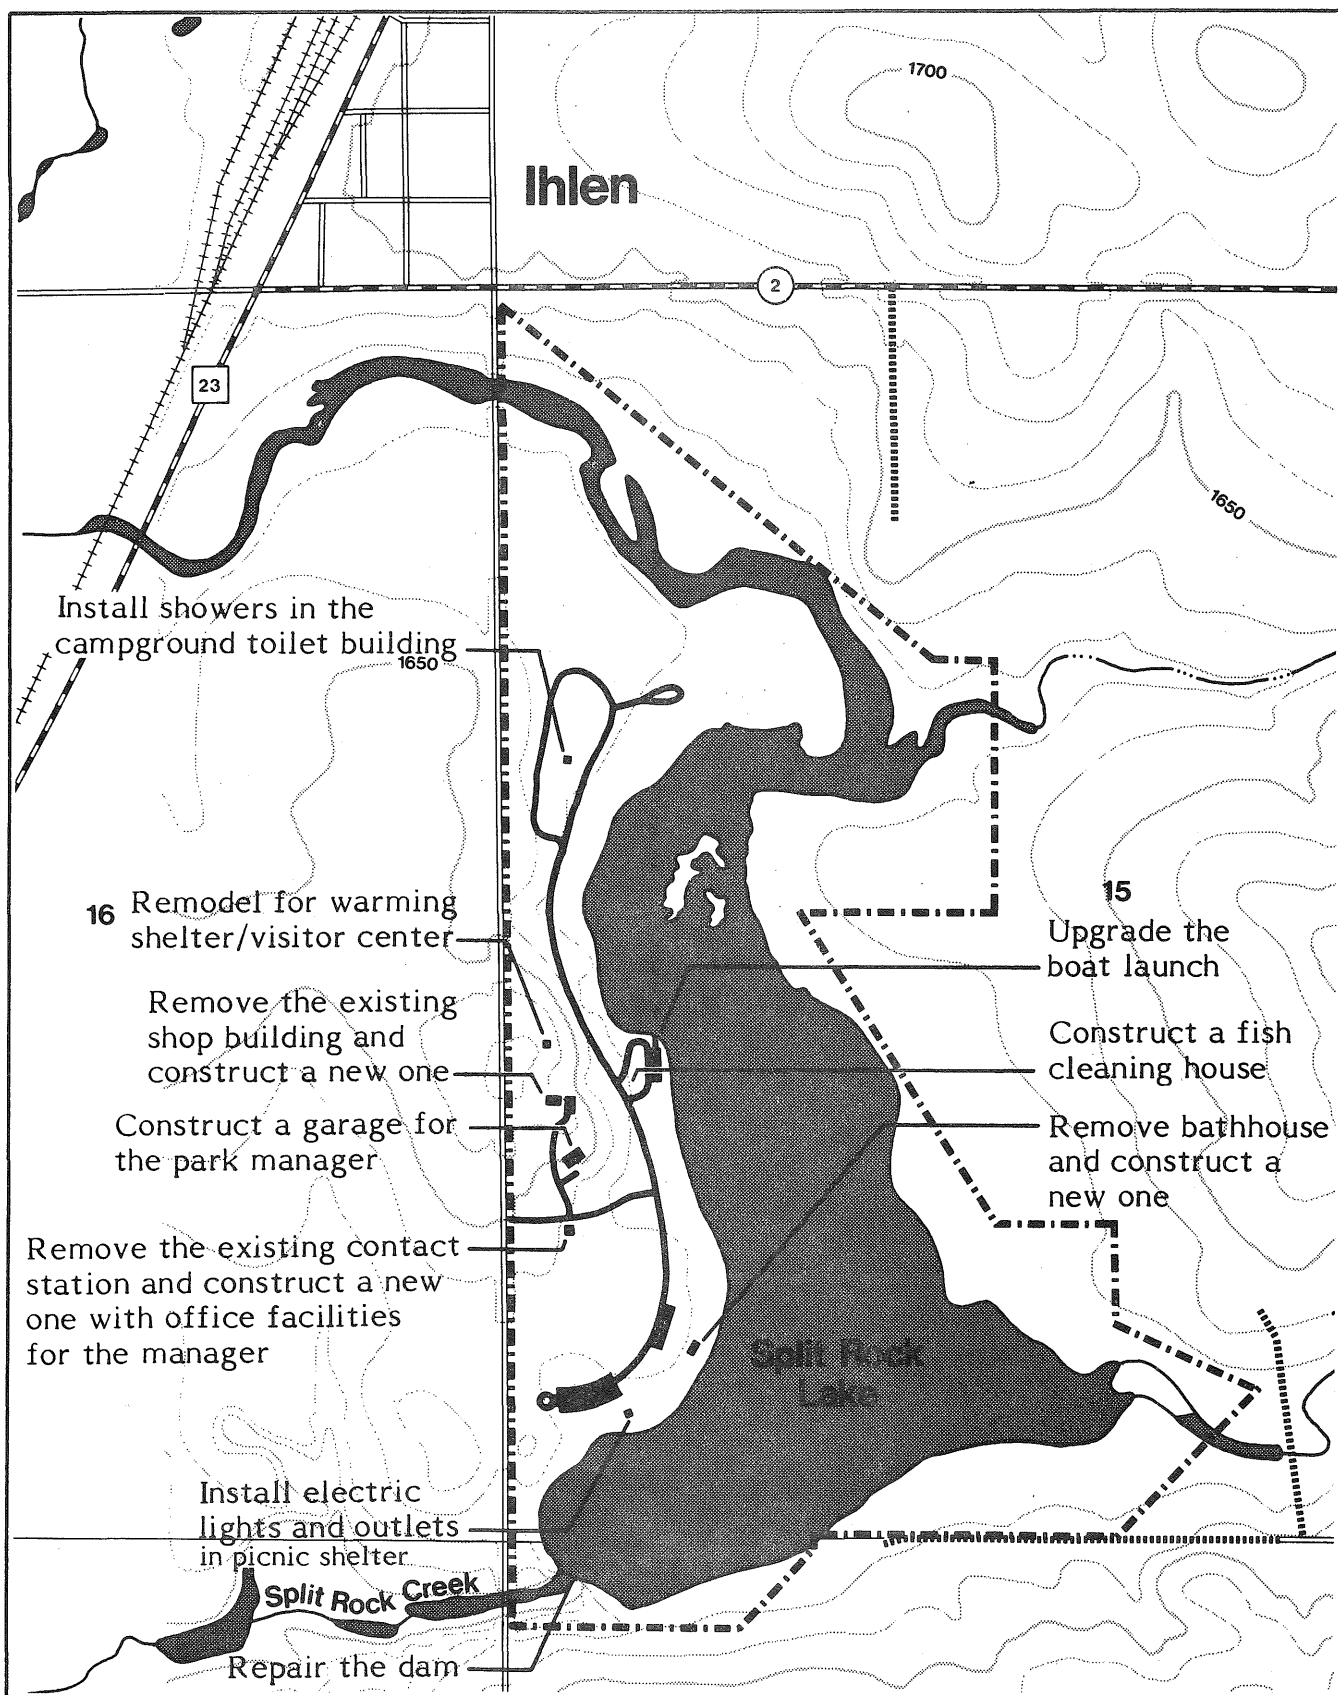 1700
Ihlen
2
23
1650
Install showers in the
campground toilet building
1650
16
Remodel for warming
shelter/visitor center
15
Upgrade the
boat launch
Remove the existing
shop building and
construct a new one
Construct a fish
cleaning house
Construct a garage for
the park manager
Remove bathhouse
and construct a
new one
Remove the existing contact
station and construct a new
one with office facilities
for the manager
Split Rock
Lake
Install electric
lights and outlets
in picnic shelter
Split Rock Creek
Repair the dam